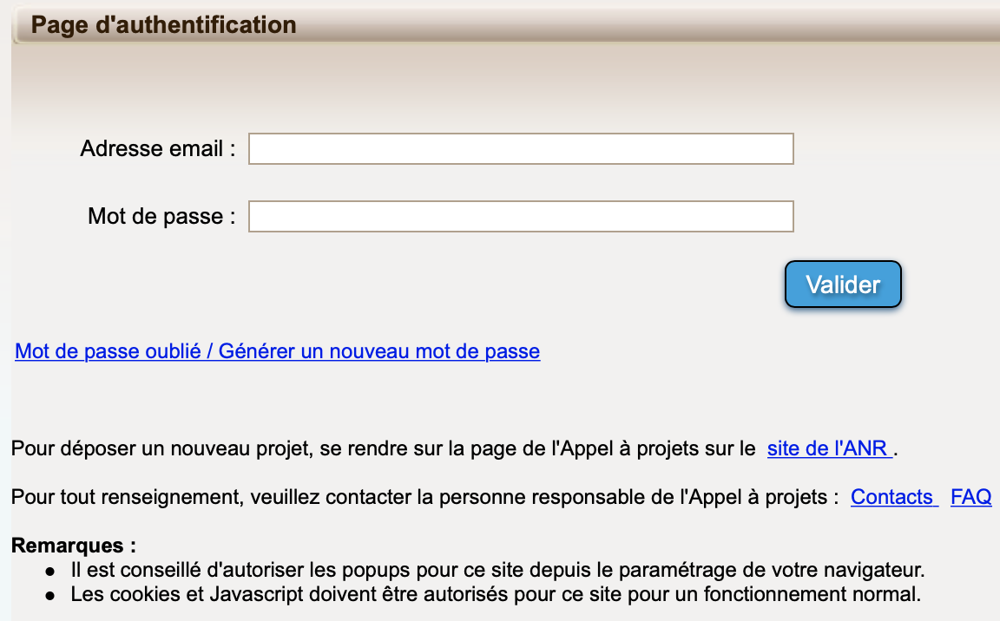 Page d'authentification
Adresse email :
Mot de passe :
Valider
Mot de passe oublié / Générer un nouveau mot de passe
Pour déposer un nouveau projet, se rendre sur la page de l'Appel à projets sur le site de l'ANR .
Pour tout renseignement, veuillez contacter la personne responsable de l'Appel à projets : Contacts FAQ
Remarques :
● Il est conseillé d'autoriser les popups pour ce site depuis le paramétrage de votre navigateur.
● Les cookies et Javascript doivent être autorisés pour ce site pour un fonctionnement normal.